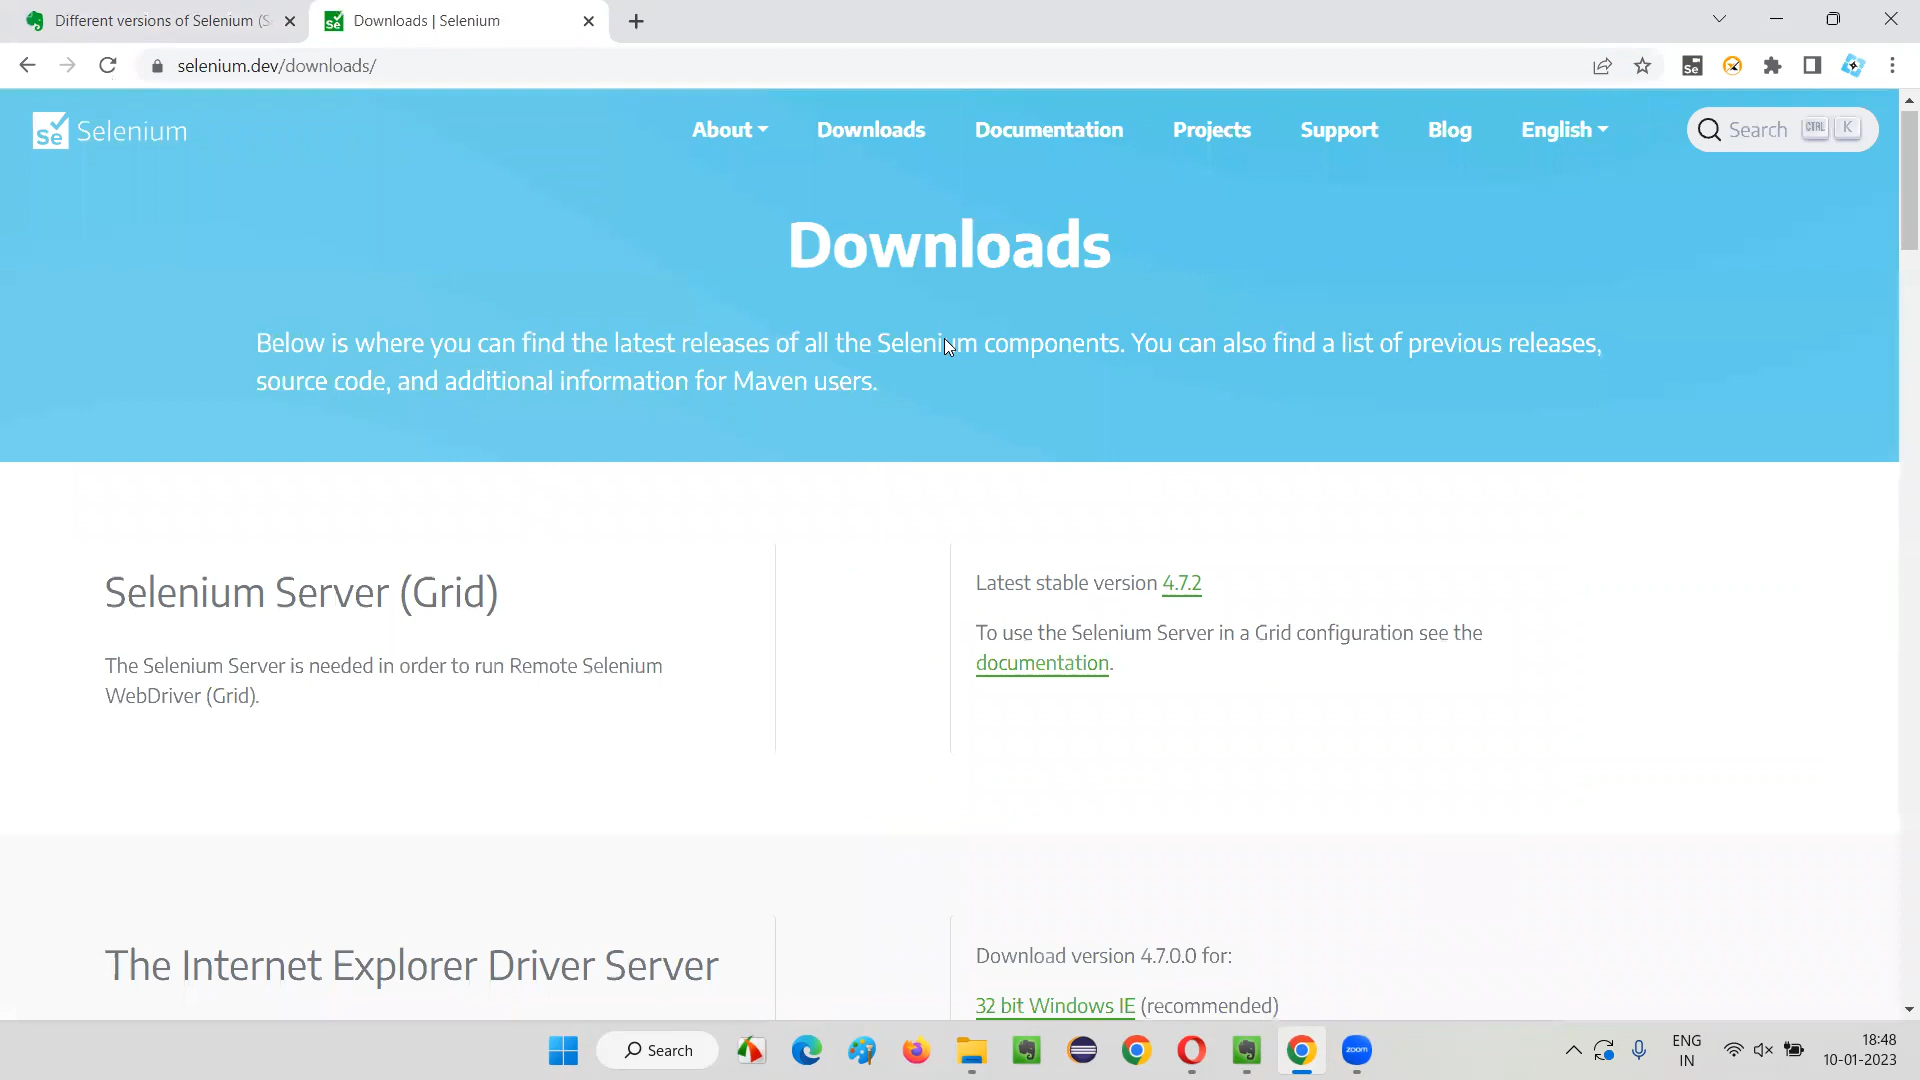 Different versions of Selenium (S
Downloads | Selenium
selenium.dev/downloads/
Se
Selenium
About
Downloads
Documentation
Projects
Support
Blog
English
Search CTRL K
Downloads
Below is where you can find the latest releases of all the Selenium components. You can also find a list of previous releases,
source code, and additional information for Maven users.
Selenium Server (Grid)
The Selenium Server is needed in order to run Remote Selenium
WebDriver (Grid).
Latest stable version 4.7.2
To use the Selenium Server in a Grid configuration see the
documentation.
The Internet Explorer Driver Server
Download version 4.7.0.0 for:
32 bit Windows IE (recommended)
Search
zoom
ENG
IN
18:48
10-01-2023